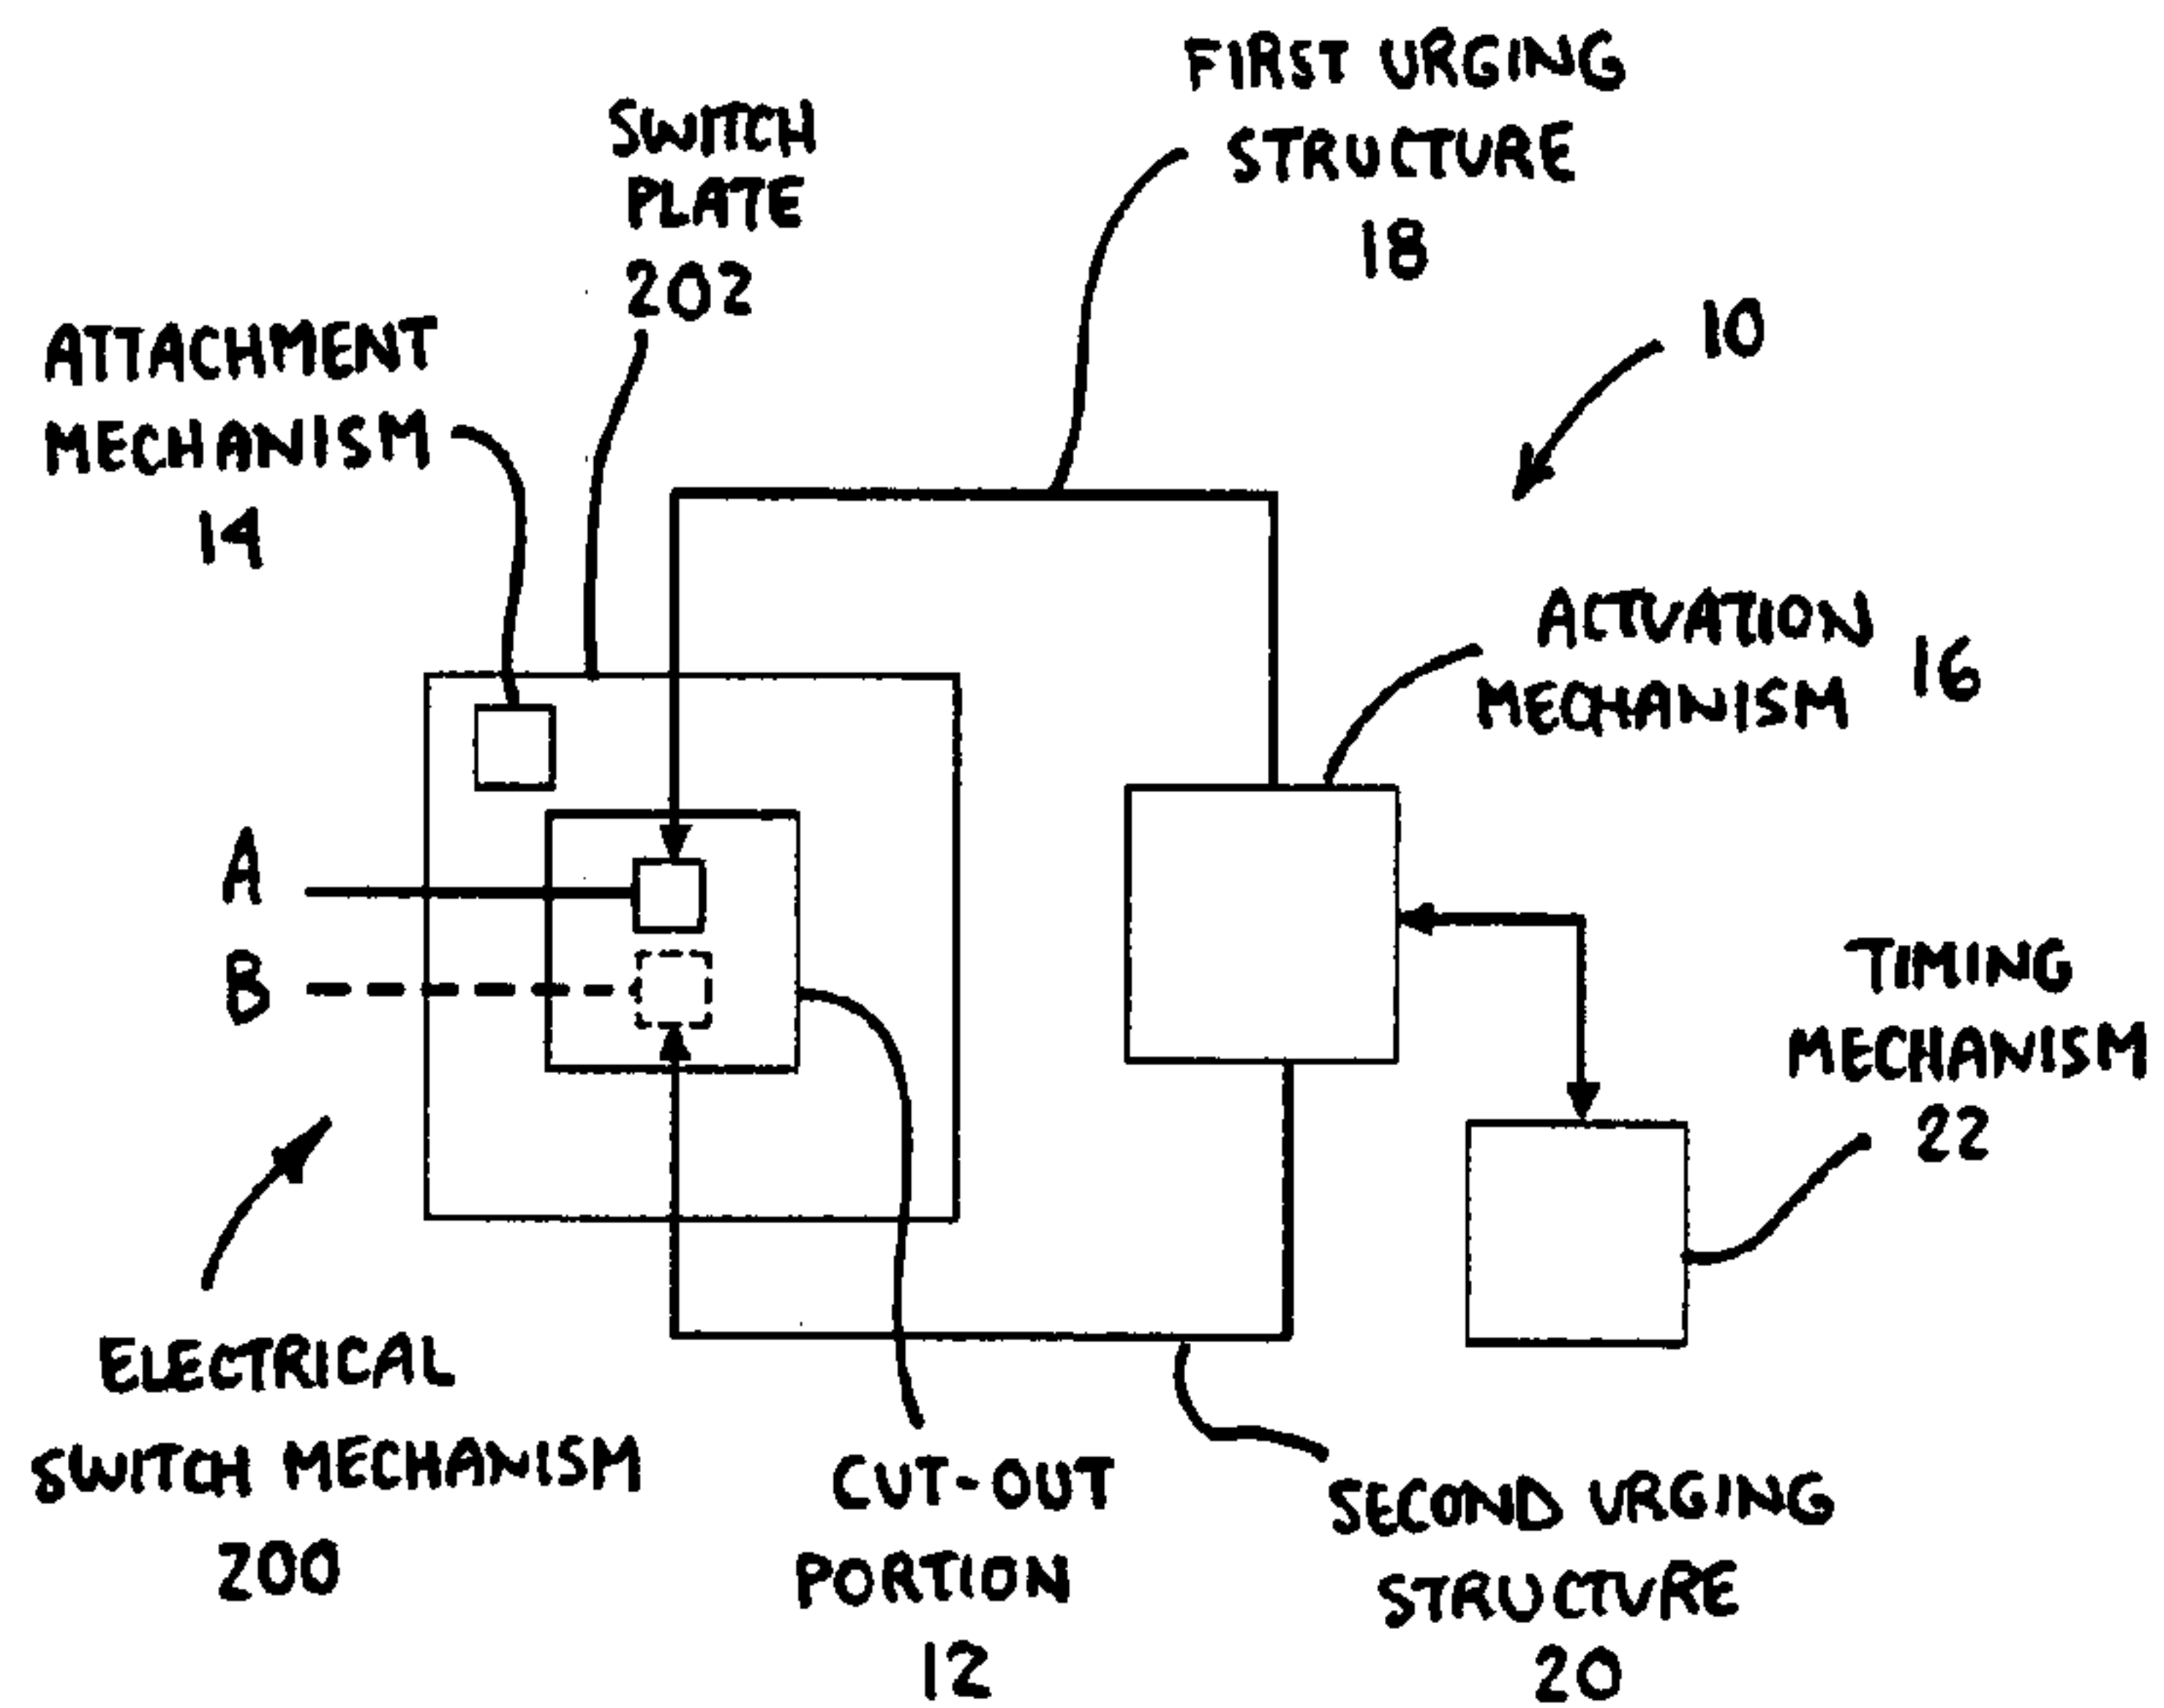 FIRST URGING
STRUCTURE
18
SWITCH
PLATE
202
10
ATTACHMENT
MECHANISM
14
ACTUATION
MECHANISM 16
A
B
TIMING
MECHANISM
22
ELECTRICAL
SWITCH MECHANISM
200
CUT-OUT
PORTION
12
SECOND URGING
STRUCTURE
20